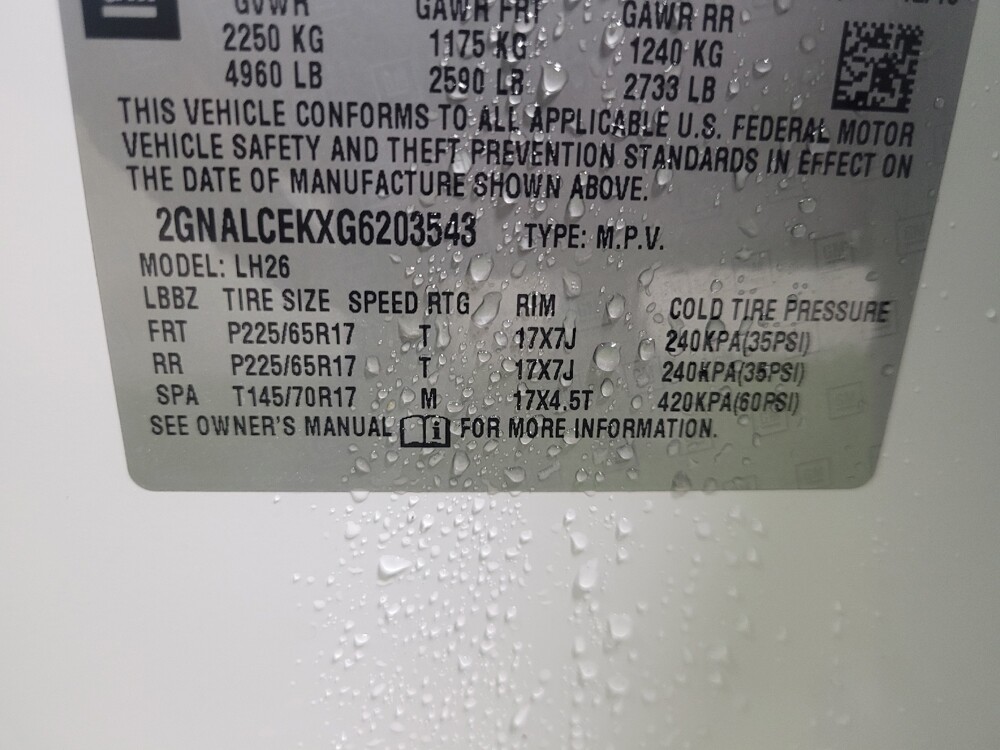 GVWR GAWR FRT GAWR RR
2250 KG 1175 KG 1240 KG
4960 LB 2590 LB 2733 LB
THIS VEHICLE CONFORMS TO ALL APPLICABLE U.S. FEDERAL MOTOR
VEHICLE SAFETY AND THEFT PREVENTION STANDARDS IN EFFECT ON
THE DATE OF MANUFACTURE SHOWN ABOVE.
2GNALCEKXG6203543 TYPE: M.P.V.
MODEL: LH26
LBBZ TIRE SIZE SPEED RTG RIM COLD TIRE PRESSURE
FRT P225/65R17 T 17X7J 240KPA(35PSI)
RR P225/65R17 T 17X7J 240KPA(35PSI)
SPA T145/70R17 M 17X4.5T 420KPA(60PSI)
SEE OWNER'S MANUAL i FOR MORE INFORMATION.